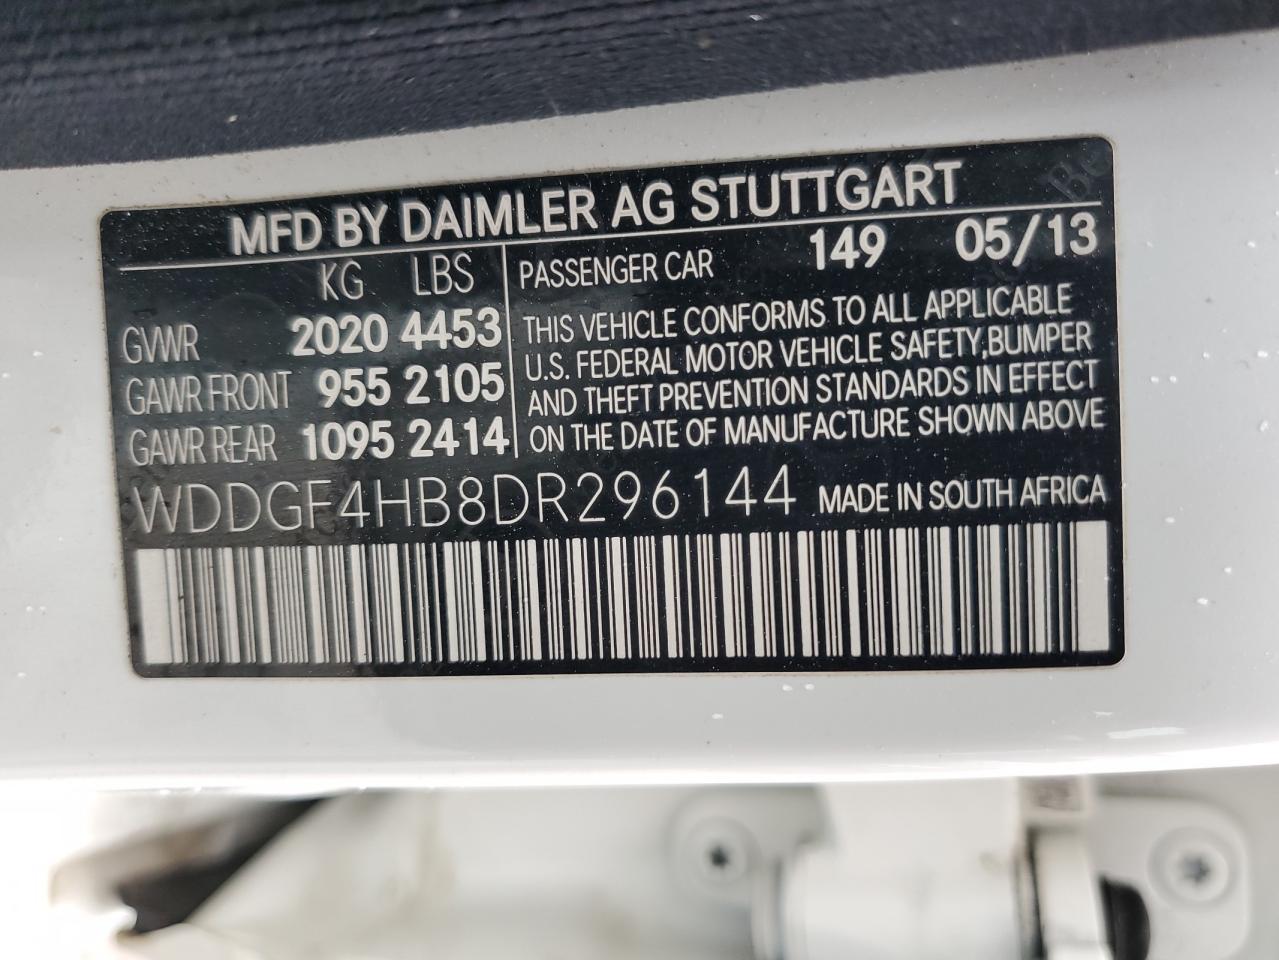 MFD BY DAIMLER AG STUTTGART
KG LBS
GVWR 2020 4453
GAWR FRONT 955 2105
GAWR REAR 1095 2414
PASSENGER CAR 149 05/13
THIS VEHICLE CONFORMS TO ALL APPLICABLE
U.S. FEDERAL MOTOR VEHICLE SAFETY,BUMPER
AND THEFT PREVENTION STANDARDS IN EFFECT
ON THE DATE OF MANUFACTURE SHOWN ABOVE
WDDGF4HB8DR296144 MADE IN SOUTH AFRICA